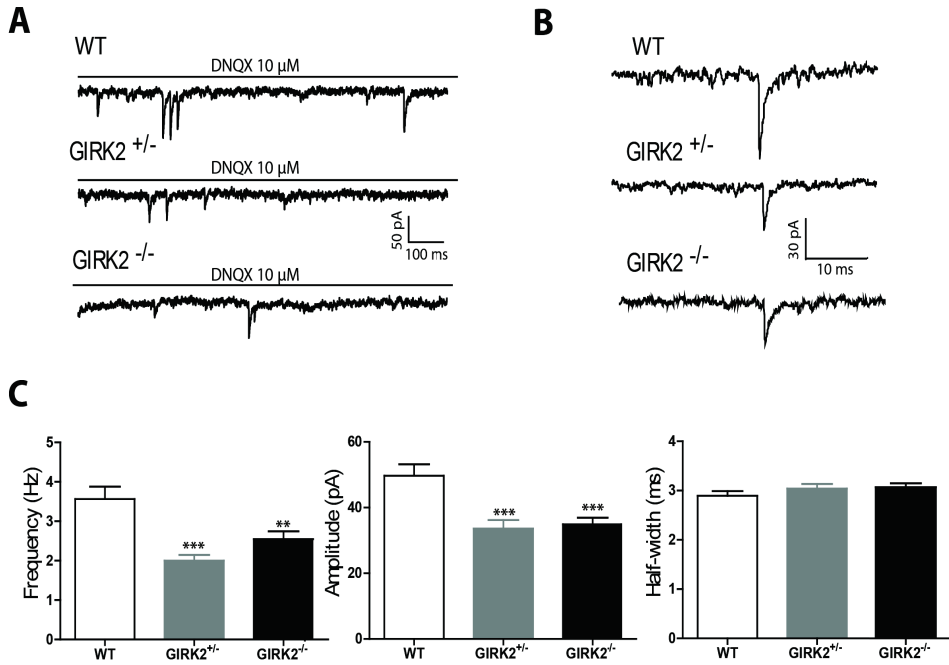 A
B
WT
WT
DNQX 10 µM
GIRK2 +/-
GIRK2 +/-
DNQX 10 µM
50 pA
100 ms
30 pA
10 ms
GIRK2 -/-
GIRK2 -/-
DNQX 10 µM
C
Frequency (Hz)
5
4
3
2
1
0
***
**
WT
GIRK2+/-
GIRK2-/-
Amplitude (pA)
60
40
20
0
***
***
WT
GIRK2+/-
GIRK2-/-
Half-width (ms)
4
3
2
1
0
WT
GIRK2+/-
GIRK2-/-